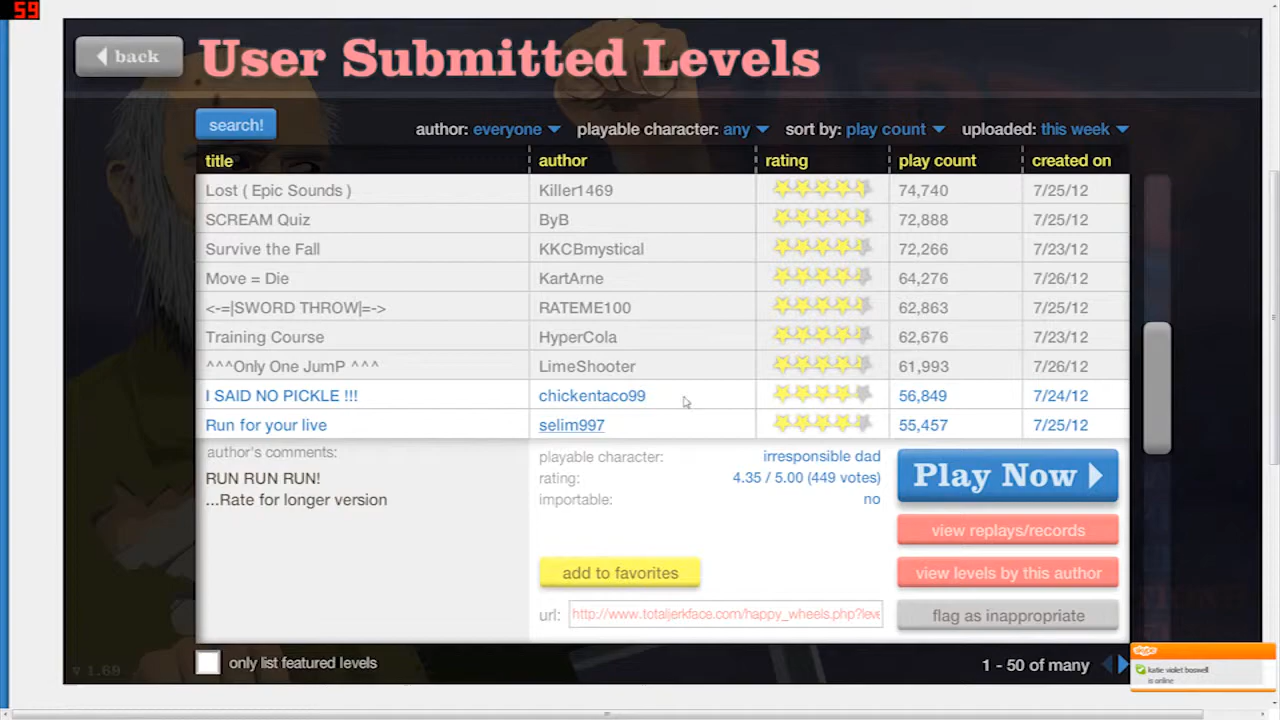 59
back
User Submitted Levels
search!
author: everyone playable character: any sort by: play count uploaded: this week
title author rating play count created on
Lost ( Epic Sounds ) Killer1469 74,740 7/25/12
SCREAM Quiz ByB 72,888 7/25/12
Survive the Fall KKCBmystical 72,266 7/23/12
Move = Die KartArne 64,276 7/26/12
<-=|SWORD THROW|=-> RATEME100 62,863 7/25/12
Training Course HyperCola 62,676 7/23/12
^^^Only One JumP ^^^ LimeShooter 61,993 7/26/12
I SAID NO PICKLE !!! chickentaco99 56,849 7/24/12
Run for your live selim997 55,457 7/25/12
author's comments: playable character: irresponsible dad
RUN RUN RUN! rating: 4.35 / 5.00 (449 votes) Play Now
...Rate for longer version importable: no
view replays/records
add to favorites view levels by this author
url: http://www.totaljerkface.com/happy_wheels.php?leve flag as inappropriate
only list featured levels 1 - 50 of many
v 1.69
skype
katie violet boswell
is online